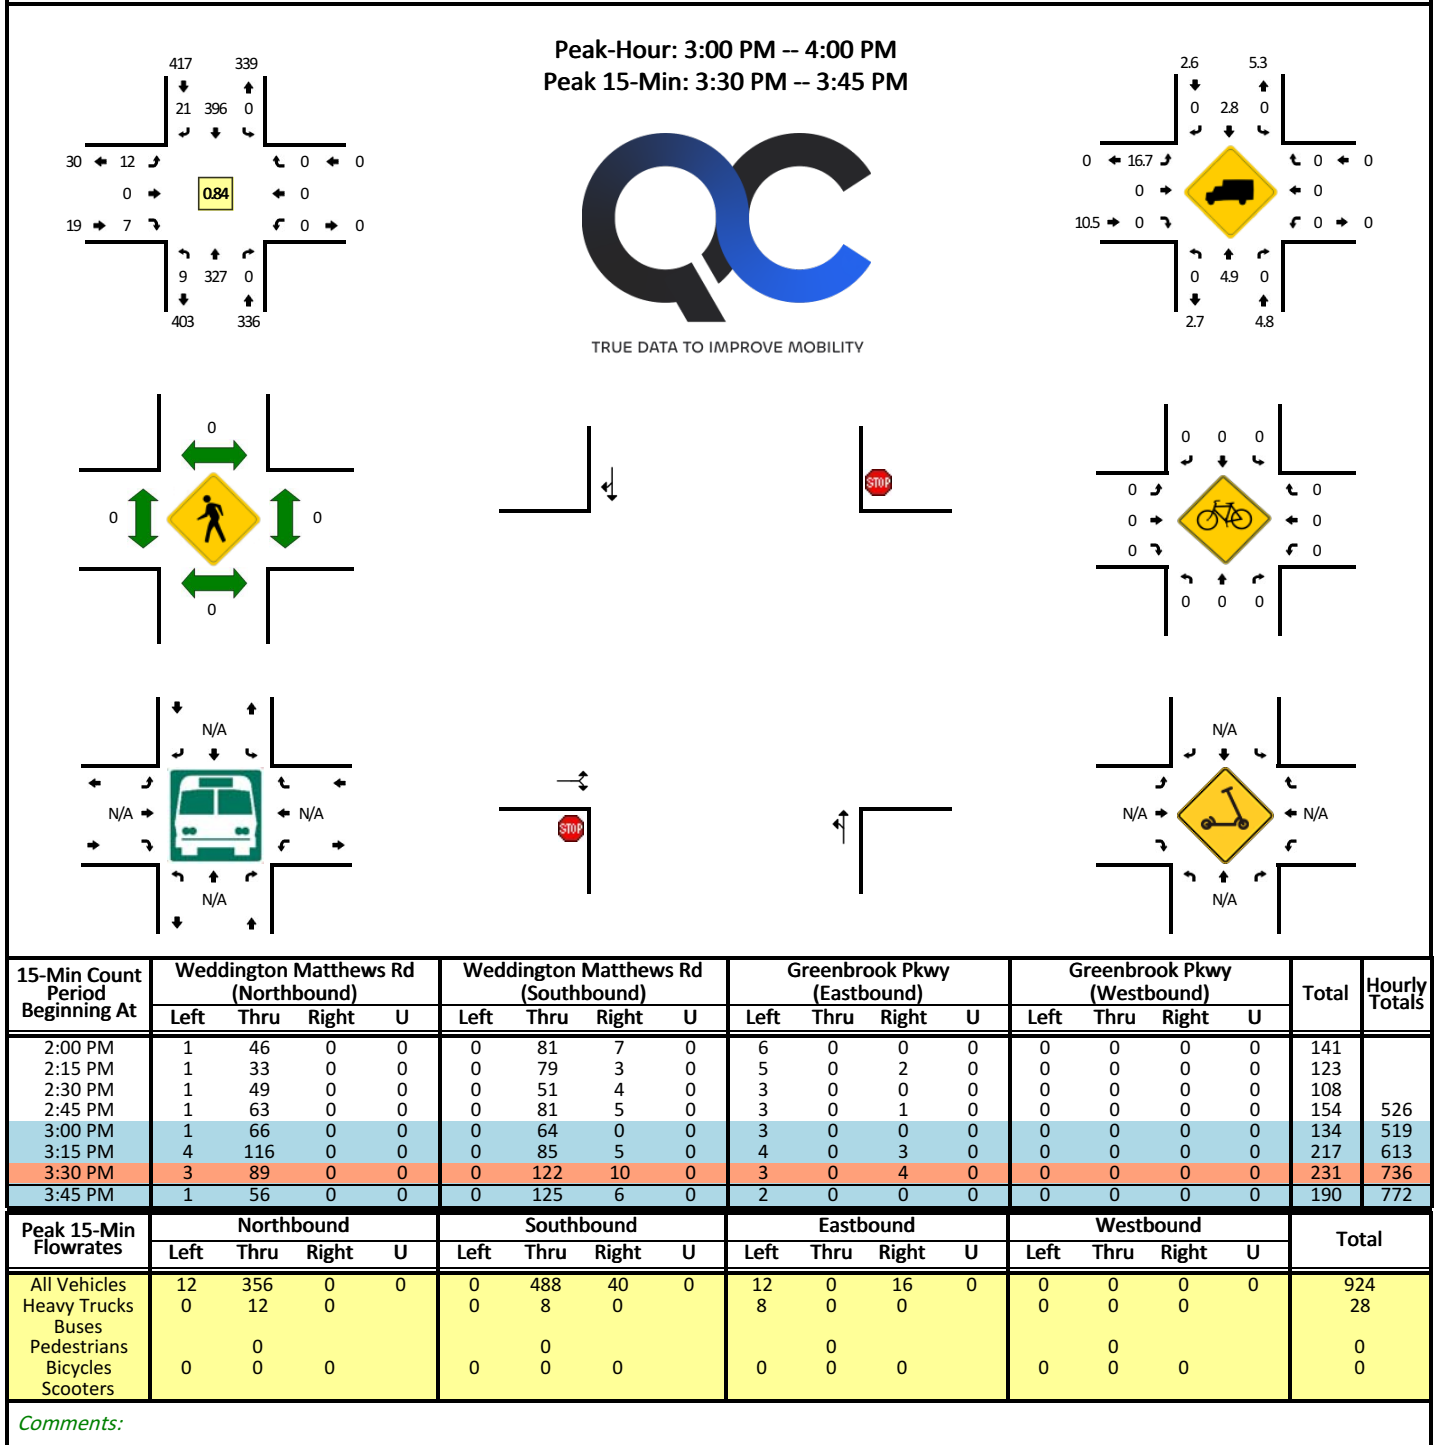 Peak-Hour: 3:00 PM -- 4:00 PM
Peak 15-Min: 3:30 PM -- 3:45 PM
417 339
21 396 0
30 12 0 0
0 0.84 0
19 7 0 0
9 327 0
403 336
QC
TRUE DATA TO IMPROVE MOBILITY
2.6 5.3
0 2.8 0
0 16.7 0 0
0 0
10.5 0 0 0
0 4.9 0
2.7 4.8
0
0 0
0
STOP
0 0 0
0 0
0 0
0 0
0 0 0
N/A
N/A N/A
N/A
STOP
N/A
N/A N/A
N/A
15-Min Count Period Beginning At Weddington Matthews Rd (Northbound) Weddington Matthews Rd (Southbound) Greenbrook Pkwy (Eastbound) Greenbrook Pkwy (Westbound) Total Hourly Totals
Left Thru Right U Left Thru Right U Left Thru Right U Left Thru Right U
2:00 PM 1 46 0 0 0 81 7 0 6 0 0 0 0 0 0 0 141
2:15 PM 1 33 0 0 0 79 3 0 5 0 2 0 0 0 0 0 123
2:30 PM 1 49 0 0 0 51 4 0 3 0 0 0 0 0 0 0 108
2:45 PM 1 63 0 0 0 81 5 0 3 0 1 0 0 0 0 0 154 526
3:00 PM 1 66 0 0 0 64 0 0 3 0 0 0 0 0 0 0 134 519
3:15 PM 4 116 0 0 0 85 5 0 4 0 3 0 0 0 0 0 217 613
3:30 PM 3 89 0 0 0 122 10 0 3 0 4 0 0 0 0 0 231 736
3:45 PM 1 56 0 0 0 125 6 0 2 0 0 0 0 0 0 0 190 772
Peak 15-Min Flowrates Northbound Southbound Eastbound Westbound Total
Left Thru Right U Left Thru Right U Left Thru Right U Left Thru Right U
All Vehicles 12 356 0 0 0 488 40 0 12 0 16 0 0 0 0 0 924
Heavy Trucks 0 12 0 0 8 0 8 0 0 0 0 0 28
Buses
Pedestrians 0 0 0 0 0
Bicycles 0 0 0 0 0 0 0 0 0 0 0 0 0
Scooters
Comments: